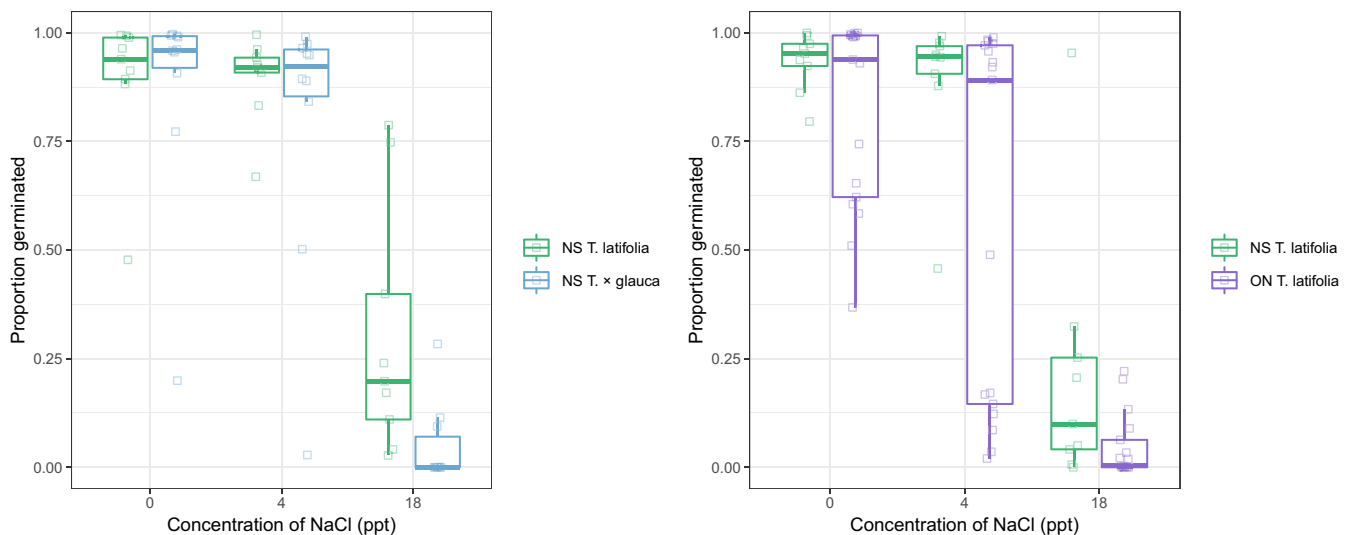 1.00
0.75
0.50
0.25
0.00
Proportion germinated
0
4
18
Concentration of NaCl (ppt)
NS T. latifolia
NS T. × glauca
1.00
0.75
0.50
0.25
0.00
Proportion germinated
0
4
18
Concentration of NaCl (ppt)
NS T. latifolia
ON T. latifolia